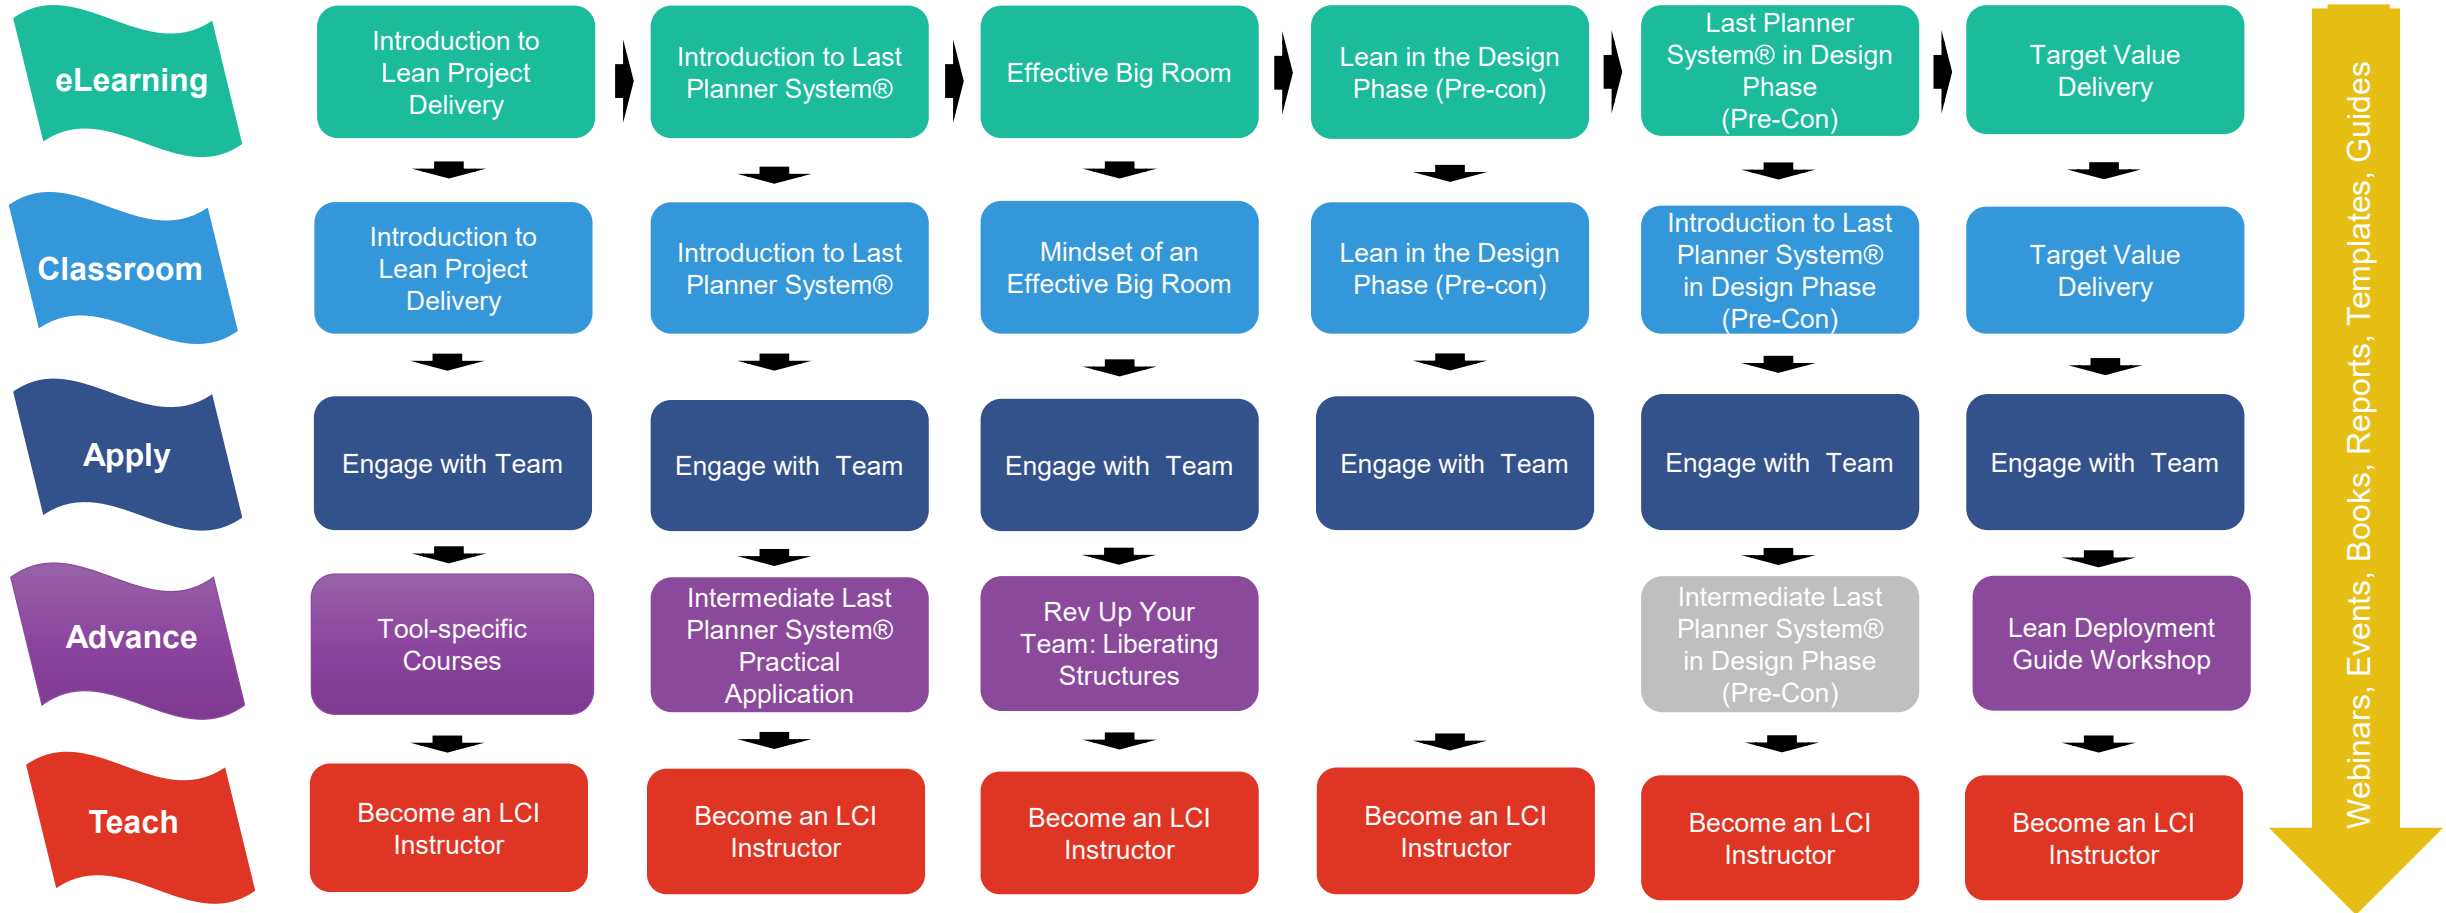 eLearning
Introduction to
Lean Project
Delivery
Introduction to Last
Planner System®
Effective Big Room
Lean in the Design
Phase (Pre-con)
Last Planner
System® in Design
Phase
(Pre-Con)
Target Value
Delivery
Classroom
Introduction to
Lean Project
Delivery
Introduction to Last
Planner System®
Mindset of an
Effective Big Room
Lean in the Design
Phase (Pre-con)
Introduction to Last
Planner System®
in Design Phase
(Pre-Con)
Target Value
Delivery
Apply
Engage with Team
Engage with  Team
Engage with  Team
Engage with  Team
Engage with  Team
Engage with  Team
Advance
Tool-specific
Courses
Intermediate Last
Planner System®
Practical
Application
Rev Up Your
Team: Liberating
Structures
Intermediate Last
Planner System®
in Design Phase
(Pre-Con)
Lean Deployment
Guide Workshop
Teach
Become an LCI
Instructor
Become an LCI
Instructor
Become an LCI
Instructor
Become an LCI
Instructor
Become an LCI
Instructor
Become an LCI
Instructor
Webinars, Events, Books, Reports, Templates, Guides